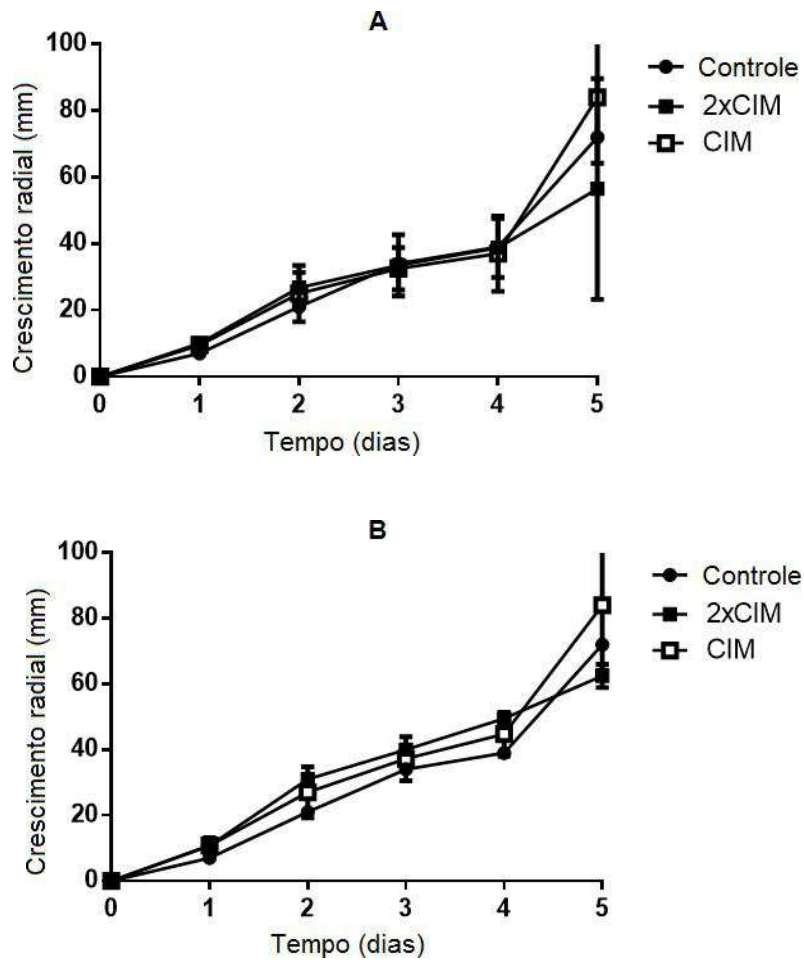 A
Crescimento radial (mm)
100
80
60
40
20
0
0 1 2 3 4 5
Tempo (dias)
Controle
2xCIM
CIM
B
Crescimento radial (mm)
100
80
60
40
20
0
0 1 2 3 4 5
Tempo (dias)
Controle
2xCIM
CIM